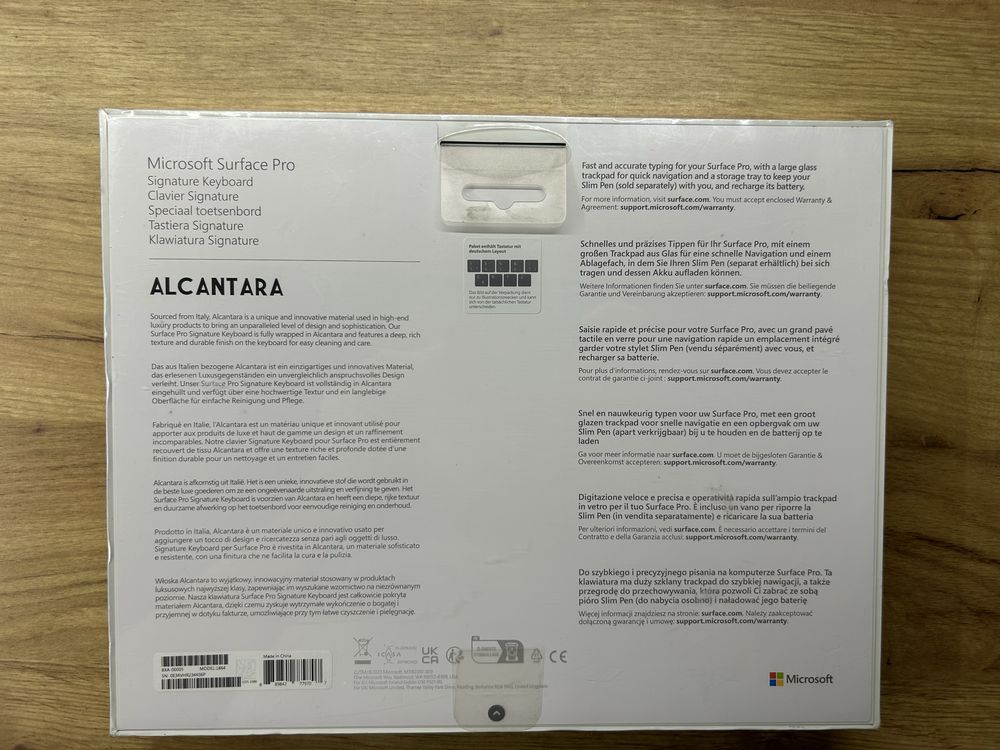 Microsoft Surface Pro
Signature Keyboard
Clavier Signature
Speciaal toetsenbord
Tastiera Signature
Klawiatura Signature
ALCANTARA
Sourced from Italy, Alcantara is a unique and innovative material used in high-end
luxury products to bring an unparalleled level of design and sophistication. Our
Surface Pro Signature Keyboard is fully wrapped in Alcantara and features a deep, rich
texture and durable finish on the keyboard for easy cleaning and care.
Das aus Italien bezogene Alcantara ist ein einzigartiges und innovatives Material,
das erlesenen Luxusgegenständen ein unvergleichlich anspruchsvolles Design
verleiht. Unser Surface Pro Signature Keyboard ist vollständig in Alcantara
eingehüllt und verfügt über eine hochwertige Textur und ein langlebige
Oberfläche für einfache Reinigung und Pflege.
Fabriqué en Italie, l'Alcantara est un matériau unique et innovant utilisé pour
apporter aux produits de luxe et haut de gamme un design et un raffinement
incomparables. Notre clavier Signature Keyboard pour Surface Pro est entièrement
recouvert de tissu Alcantara et offre une texture riche et profonde dotée d'une
finition durable pour un nettoyage et un entretien faciles.
Alcantara is afkomstig uit Italië. Het is een unieke, innovatieve stof die wordt gebruikt in
de beste luxe goederen om ze een ongeëvenaarde uitstraling en verfijning te geven. Het
Surface Pro Signature Keyboard is voorzien van Alcantara en heeft een diepe, rijke textuur
en duurzame afwerking op het toetsenbord voor eenvoudige reiniging en onderhoud.
Prodotto in Italia, Alcantara è un materiale unico e innovativo usato per
aggiungere un tocco di design e ricercatezza senza pari agli oggetti di lusso.
Signature Keyboard per Surface Pro è rivestita in Alcantara, un materiale sofisticato
e resistente, con una finitura che ne facilita la cura e la pulizia.
Włoska Alcantara to wyjątkowy, innowacyjny materiał stosowany w produktach
luksusowych najwyższej klasy, zapewniając im wyszukane wzornictwo na niezrównanym
poziomie. Nasza klawiatura Surface Pro Signature Keyboard jest całkowicie pokryta
materiałem Alcantara, dzięki czemu zyskuje wytrzymałe wykończenie o bogatej i
przyjemnej w dotyku fakturze, umożliwiające przy tym łatwe czyszczenie i pielęgnację.
Paket enthält Tastatur mit
deutschem Layout
Das Bild auf der Verpackung dient
nur zu Illustrationszwecken und kann
sich von der tatsächlichen Tastatur
unterscheiden.
Fast and accurate typing for your Surface Pro, with a large glass
trackpad for quick navigation and a storage tray to keep your
Slim Pen (sold separately) with you, and recharge its battery.
For more information, visit surface.com. You must accept enclosed Warranty &
Agreement: support.microsoft.com/warranty.
Schnelles und präzises Tippen für Ihr Surface Pro, mit einem
großen Trackpad aus Glas für eine schnelle Navigation und einem
Ablagefach, in dem Sie Ihren Slim Pen (separat erhältlich) bei sich
tragen und dessen Akku aufladen können.
Weitere Informationen finden Sie unter surface.com. Sie müssen die beiliegende
Garantie und Vereinbarung akzeptieren: support.microsoft.com/warranty.
Saisie rapide et précise pour votre Surface Pro, avec un grand pavé
tactile en verre pour une navigation rapide un emplacement intégré
garder votre stylet Slim Pen (vendu séparément) avec vous, et
recharger sa batterie.
Pour plus d'informations, rendez-vous sur surface.com. Vous devez accepter le
contrat de garantie ci-joint : support.microsoft.com/warranty.
Snel en nauwkeurig typen voor uw Surface Pro, met een groot
glazen trackpad voor snelle navigatie en een opbergvak om uw
Slim Pen (apart verkrijgbaar) bij u te houden en de batterij op te
laden
Ga voor meer informatie naar surface.com. U moet de bijgesloten Garantie &
Overeenkomst accepteren: support.microsoft.com/warranty.
Digitazione veloce e precisa e operatività rapida sull'ampio trackpad
in vetro per il tuo Surface Pro. È incluso un vano per riporre la
Slim Pen (in vendita separatamente) e ricaricare la sua batteria
Per ulteriori informazioni, vedi surface.com. È necessario accettare i termini del
Contratto e della Garanzia acclusi: support.microsoft.com/warranty.
Do szybkiego i precyzyjnego pisania na komputerze Surface Pro. Ta
klawiatura ma duży szklany trackpad do szybkiej nawigacji, a także
przegrodę do przechowywania, która pozwoli Ci zabrać ze sobą
pióro Slim Pen (do nabycia osobno) i naładować jego baterię
Więcej informacji znajdziesz na stronie: surface.com. Należy zaakceptować
dołączoną gwarancję i umowę: support.microsoft.com/warranty.
8XA-00005 MODEL:1864
Made in China
ICASA
UK
CA
CE
Microsoft